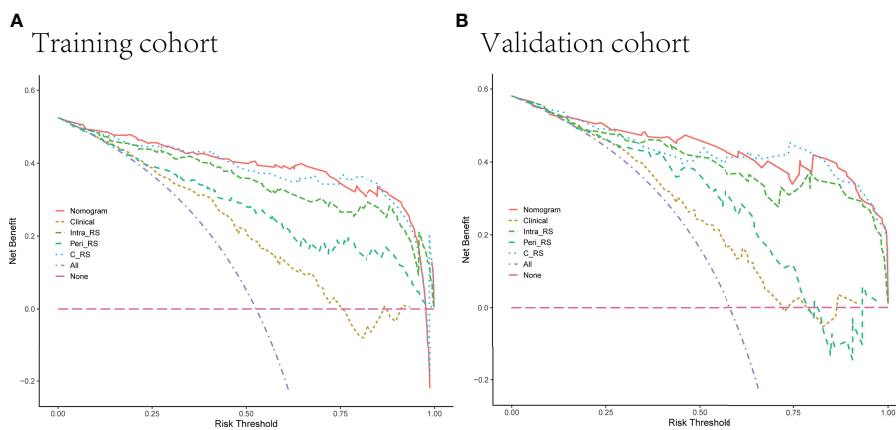 A
Training cohort
Net Benefit
0.6
0.4
0.2
0.0
−0.2
Nomogram
Clinical
Intra_RS
Peri_RS
C_RS
All
None
0.00
0.25
0.50
0.75
1.00
Risk Threshold
B
Validation cohort
Net Benefit
0.6
0.4
0.2
0.0
−0.2
Nomogram
Clinical
Intra_RS
Peri_RS
C_RS
All
None
0.00
0.25
0.50
0.75
1.00
Risk Threshold